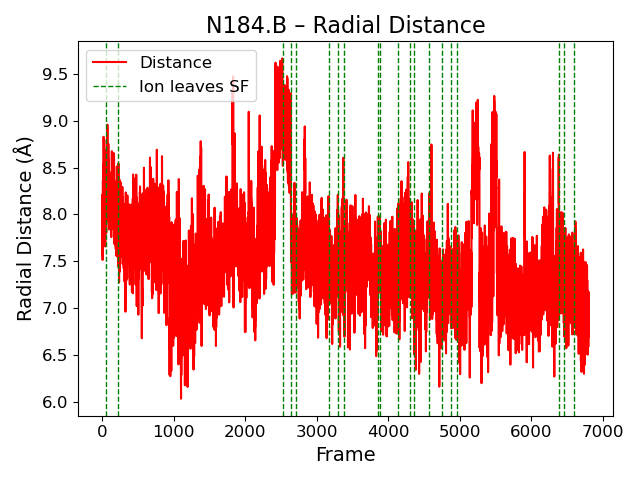 N184.B – Radial Distance
Distance
Ion leaves SF
Radial Distance (Å)
9.5
9.0
8.5
8.0
7.5
7.0
6.5
6.0
0 1000 2000 3000 4000 5000 6000 7000
Frame